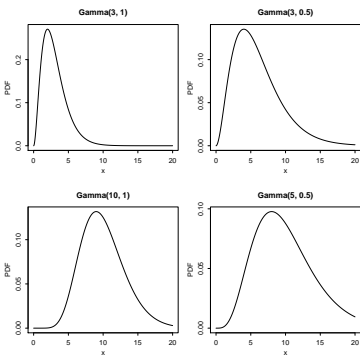 Gamma(3, 1)
PDF
0.0 0.1 0.2
0 5 10 15 20
x
Gamma(3, 0.5)
PDF
0.00 0.05 0.10
0 5 10 15 20
x
Gamma(10, 1)
PDF
0.00 0.05 0.10
0 5 10 15 20
x
Gamma(5, 0.5)
PDF
0.00 0.05 0.10
0 5 10 15 20
x